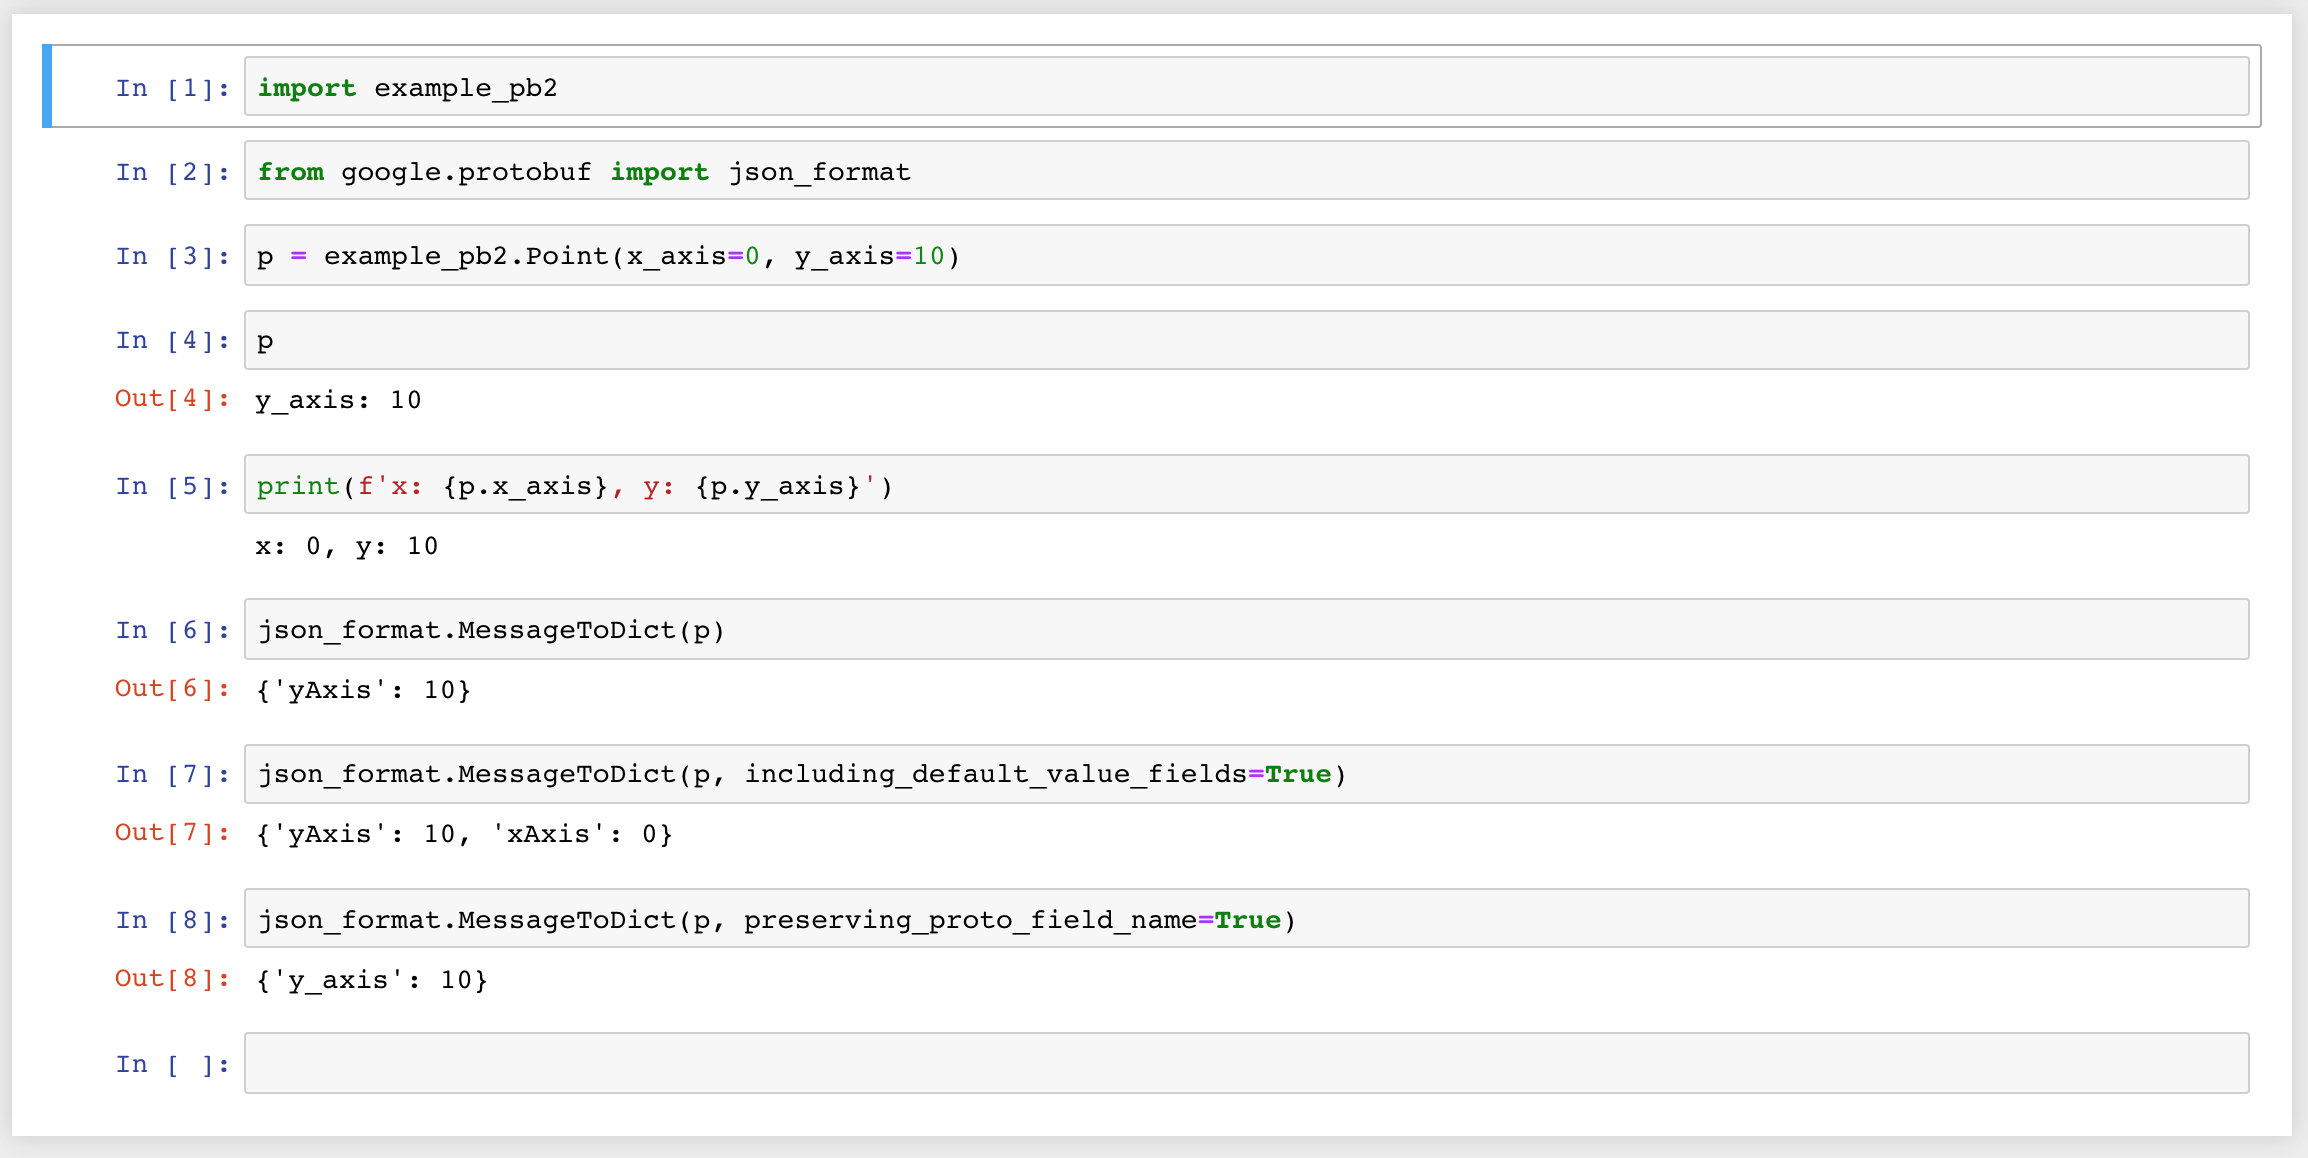 In [1]: import example_pb2
In [2]: from google.protobuf import json_format
In [3]: p = example_pb2.Point(x_axis=0, y_axis=10)
In [4]: p
Out[4]: y_axis: 10
In [5]: print(f'x: {p.x_axis}, y: {p.y_axis}')
x: 0, y: 10
In [6]: json_format.MessageToDict(p)
Out[6]: {'yAxis': 10}
In [7]: json_format.MessageToDict(p, including_default_value_fields=True)
Out[7]: {'yAxis': 10, 'xAxis': 0}
In [8]: json_format.MessageToDict(p, preserving_proto_field_name=True)
Out[8]: {'y_axis': 10}
In [ ]: